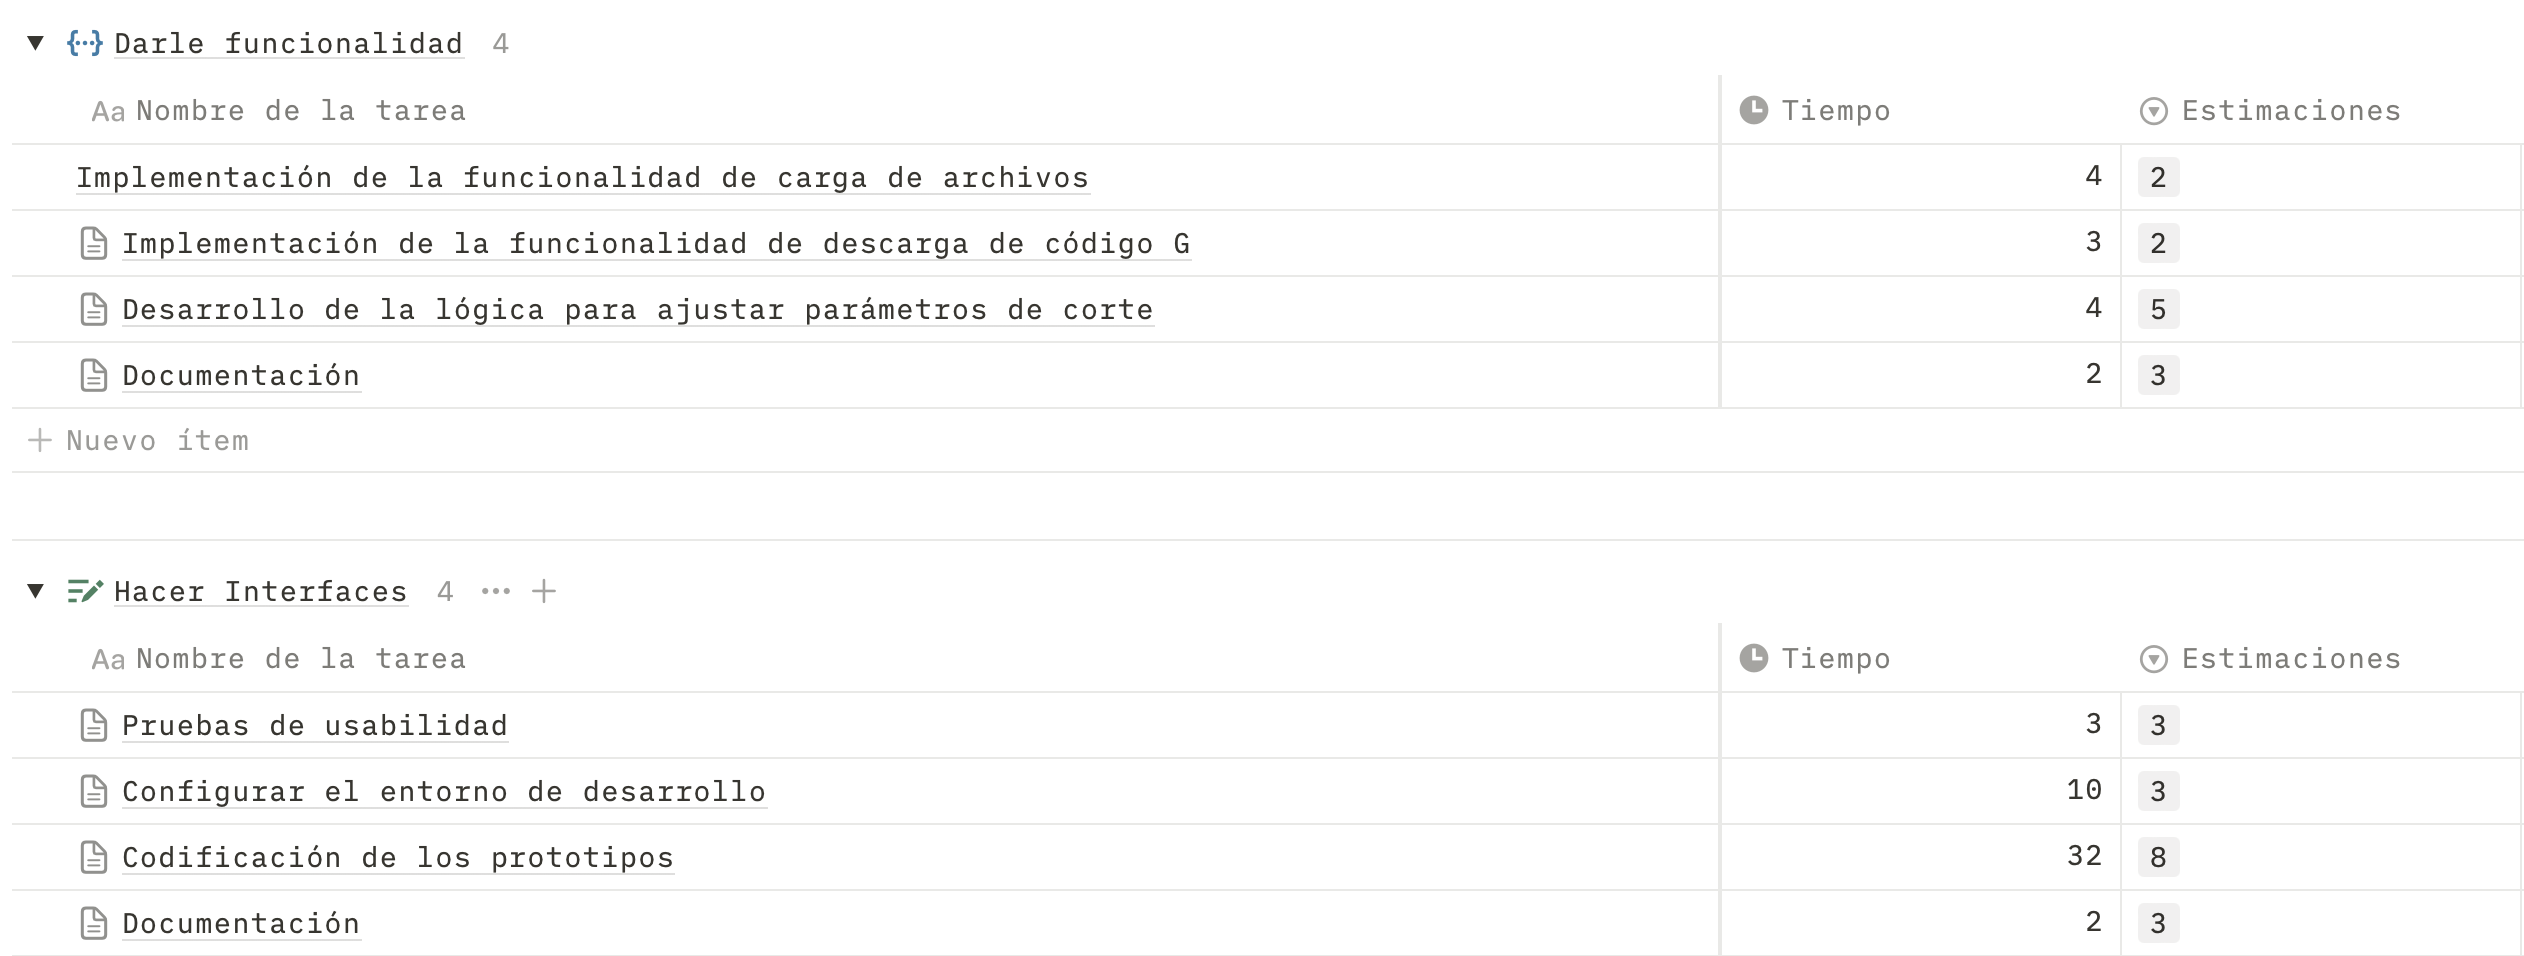 Darle funcionalidad 4
Aa Nombre de la tarea Tiempo Estimaciones
Implementación de la funcionalidad de carga de archivos 4 2
Implementación de la funcionalidad de descarga de código G 3 2
Desarrollo de la lógica para ajustar parámetros de corte 4 5
Documentación 2 3
+ Nuevo ítem
Hacer Interfaces 4 ··· +
Aa Nombre de la tarea Tiempo Estimaciones
Pruebas de usabilidad 3 3
Configurar el entorno de desarrollo 10 3
Codificación de los prototipos 32 8
Documentación 2 3